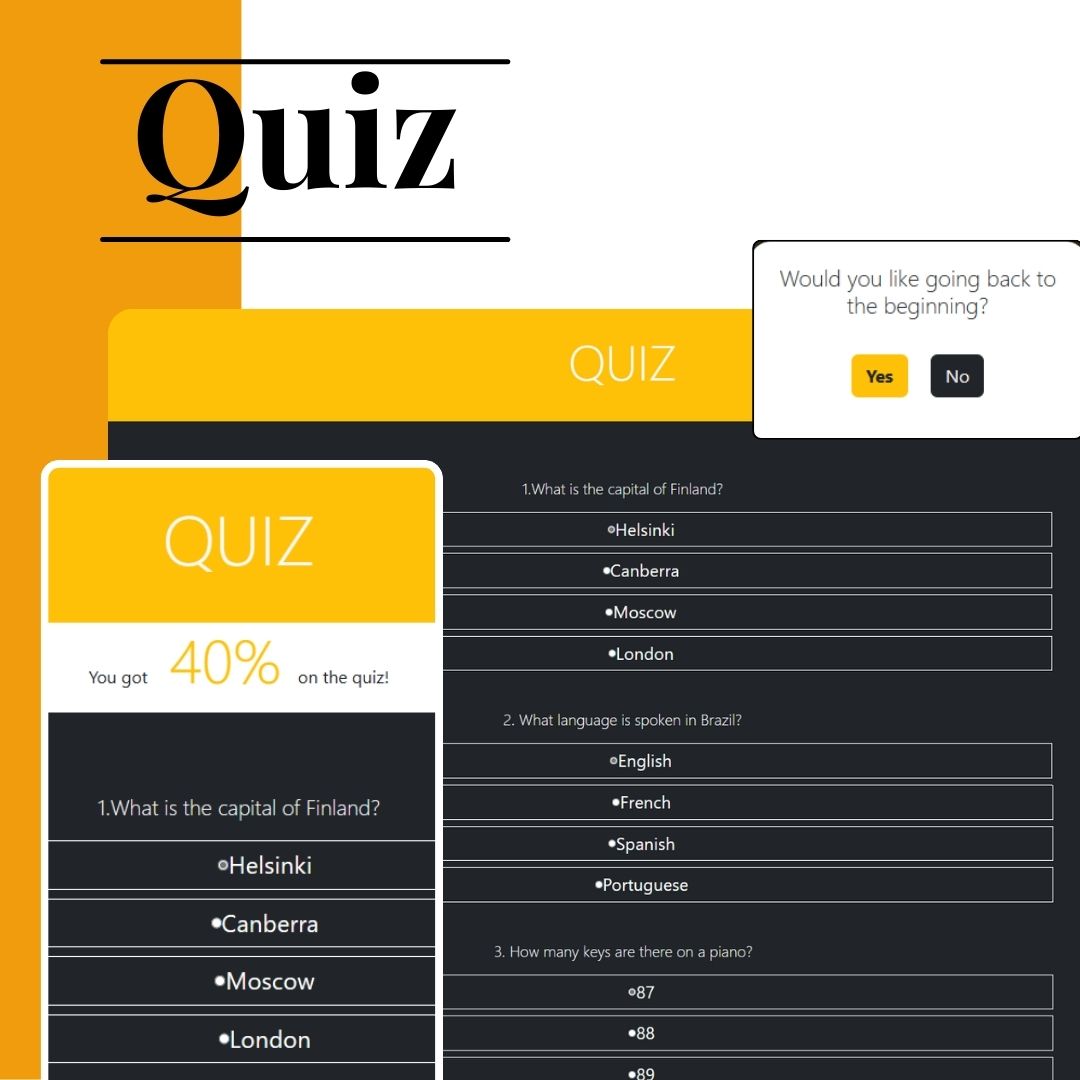 Quiz
Would you like going back to
the beginning?
Yes
No
QUIZ
1.What is the capital of Finland?
Helsinki
Canberra
Moscow
London
2. What language is spoken in Brazil?
English
French
Spanish
Portuguese
3. How many keys are there on a piano?
87
88
89
QUIZ
You got 40% on the quiz!
1.What is the capital of Finland?
Helsinki
Canberra
Moscow
London